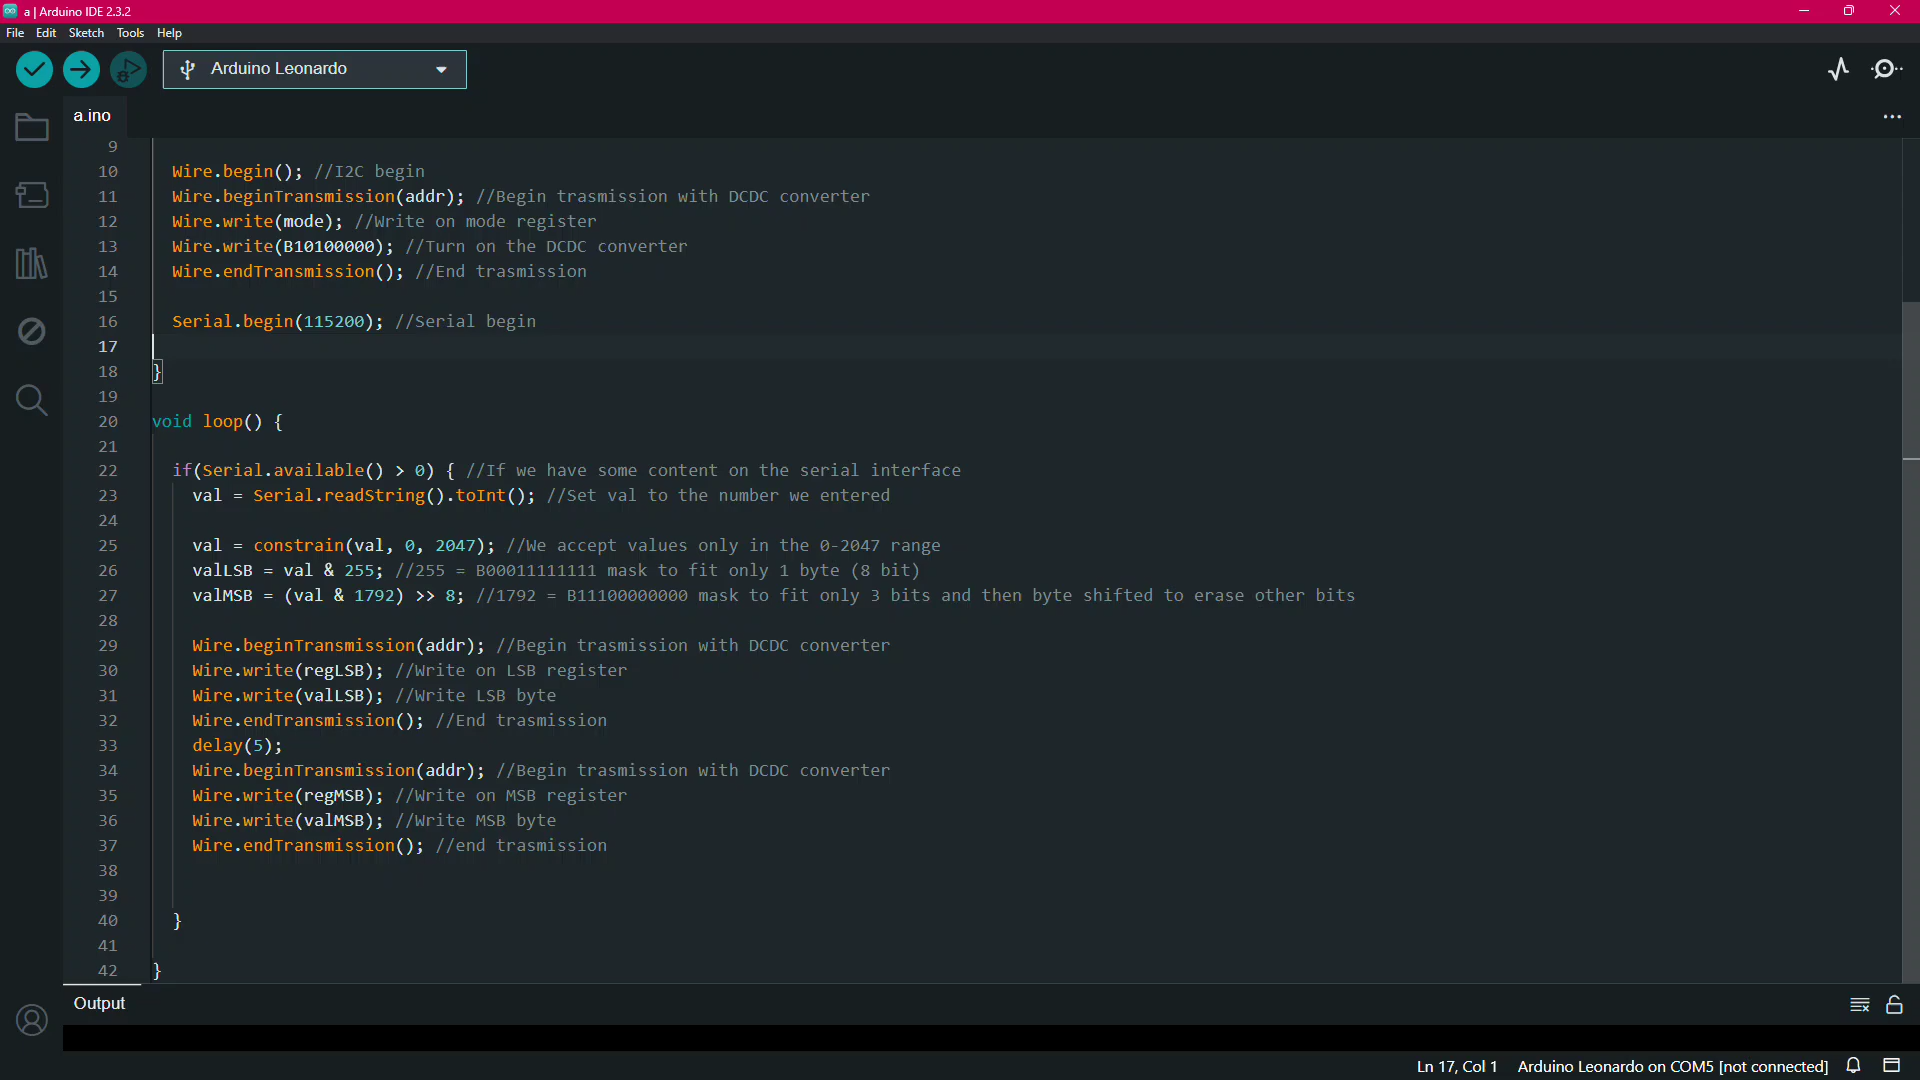 a | Arduino IDE 2.3.2
File Edit Sketch Tools Help
Arduino Leonardo
a.ino
9
10 Wire.begin(); //I2C begin
11 Wire.beginTransmission(addr); //Begin trasmission with DCDC converter
12 Wire.write(mode); //Write on mode register
13 Wire.write(B10100000); //Turn on the DCDC converter
14 Wire.endTransmission(); //End trasmission
15
16 Serial.begin(115200); //Serial begin
17
18 }
19
20 void loop() {
21
22 if(Serial.available() > 0) { //If we have some content on the serial interface
23 val = Serial.readString().toInt(); //Set val to the number we entered
24
25 val = constrain(val, 0, 2047); //We accept values only in the 0-2047 range
26 valLSB = val & 255; //255 = B00011111111 mask to fit only 1 byte (8 bit)
27 valMSB = (val & 1792) >> 8; //1792 = B11100000000 mask to fit only 3 bits and then byte shifted to erase other bits
28
29 Wire.beginTransmission(addr); //Begin trasmission with DCDC converter
30 Wire.write(regLSB); //Write on LSB register
31 Wire.write(valLSB); //Write LSB byte
32 Wire.endTransmission(); //End trasmission
33 delay(5);
34 Wire.beginTransmission(addr); //Begin trasmission with DCDC converter
35 Wire.write(regMSB); //Write on MSB register
36 Wire.write(valMSB); //Write MSB byte
37 Wire.endTransmission(); //end trasmission
38
39
40 }
41
42 }
Output
Ln 17, Col 1 Arduino Leonardo on COM5 [not connected]